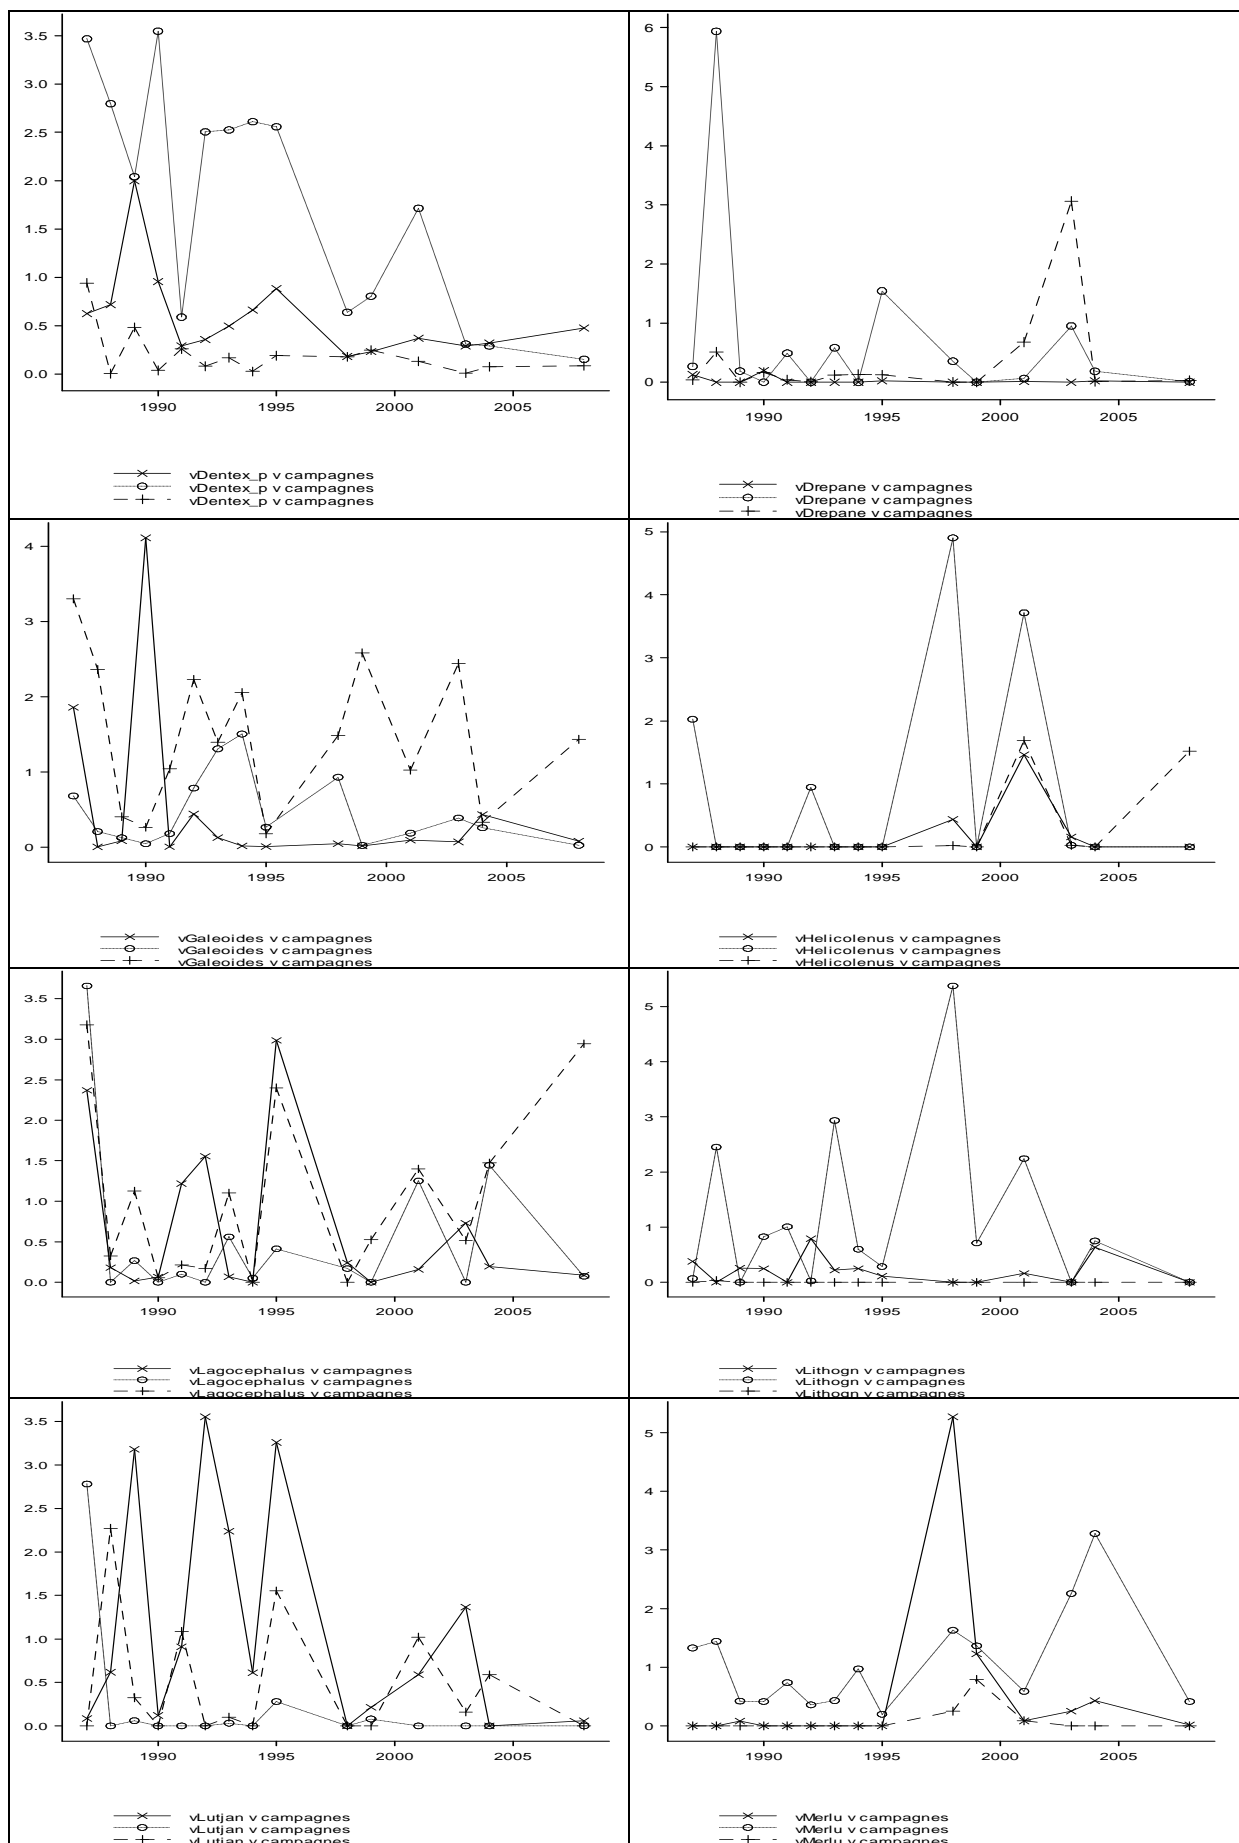 3.5
3.0
2.5
2.0
1.5
1.0
0.5
0.0
1990 1995 2000 2005
vDentex_p v campagnes
vDentex_p v campagnes
vDentex_p v campagnes
6
5
4
3
2
1
0
1990 1995 2000 2005
vDrepane v campagnes
vDrepane v campagnes
vDrepane v campagnes
4
3
2
1
0
1990 1995 2000 2005
vGaleoides v campagnes
vGaleoides v campagnes
vGaleoides v campagnes
5
4
3
2
1
0
1990 1995 2000 2005
vHelicolenus v campagnes
vHelicolenus v campagnes
vHelicolenus v campagnes
3.5
3.0
2.5
2.0
1.5
1.0
0.5
0.0
1990 1995 2000 2005
vLagocephalus v campagnes
vLagocephalus v campagnes
vLagocephalus v campagnes
5
4
3
2
1
0
1990 1995 2000 2005
vLithogn v campagnes
vLithogn v campagnes
vLithogn v campagnes
3.5
3.0
2.5
2.0
1.5
1.0
0.5
0.0
1990 1995 2000 2005
vLutjan v campagnes
vLutjan v campagnes
vLutjan v campagnes
5
4
3
2
1
0
1990 1995 2000 2005
vMerlu v campagnes
vMerlu v campagnes
vMerlu v campagnes